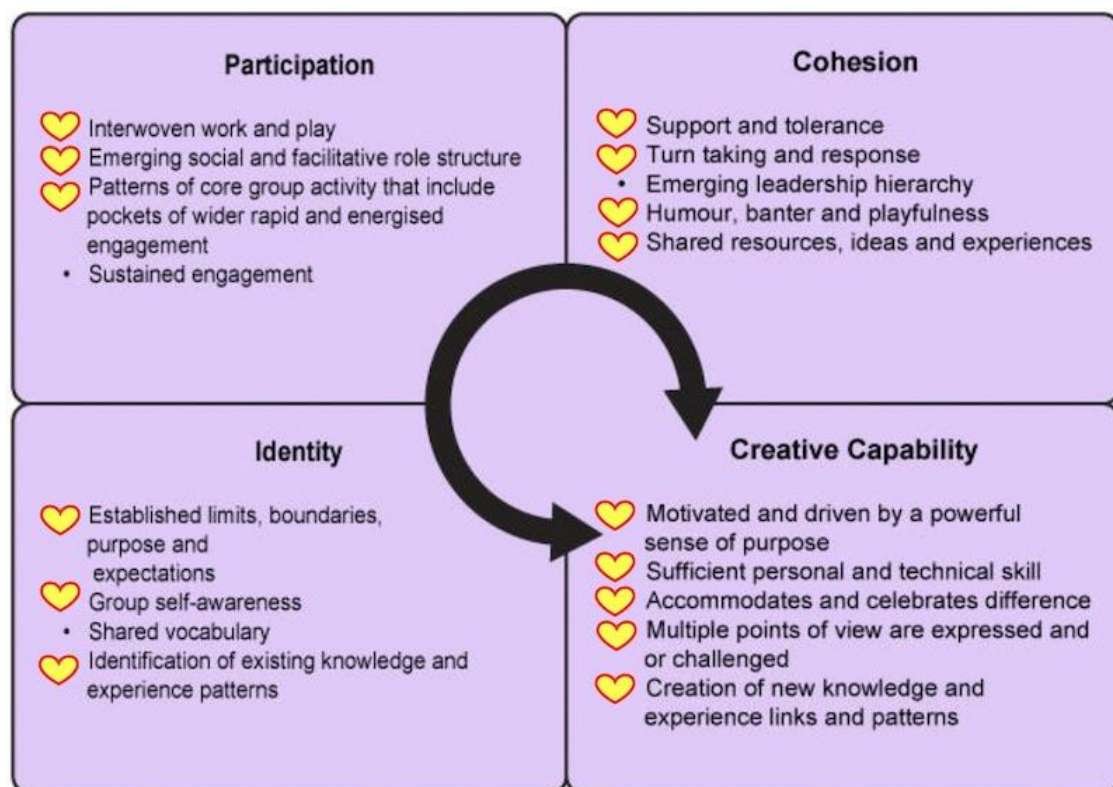 Participation
Interwoven work and play
Emerging social and facilitative role structure
Patterns of core group activity that include
pockets of wider rapid and energised
engagement
• Sustained engagement
Cohesion
Support and tolerance
Turn taking and response
• Emerging leadership hierarchy
Humour, banter and playfulness
Shared resources, ideas and experiences
Identity
Established limits, boundaries,
purpose and
expectations
Group self-awareness
• Shared vocabulary
Identification of existing knowledge and
experience patterns
Creative Capability
Motivated and driven by a powerful
sense of purpose
Sufficient personal and technical skill
Accommodates and celebrates difference
Multiple points of view are expressed and
or challenged
Creation of new knowledge and
experience links and patterns